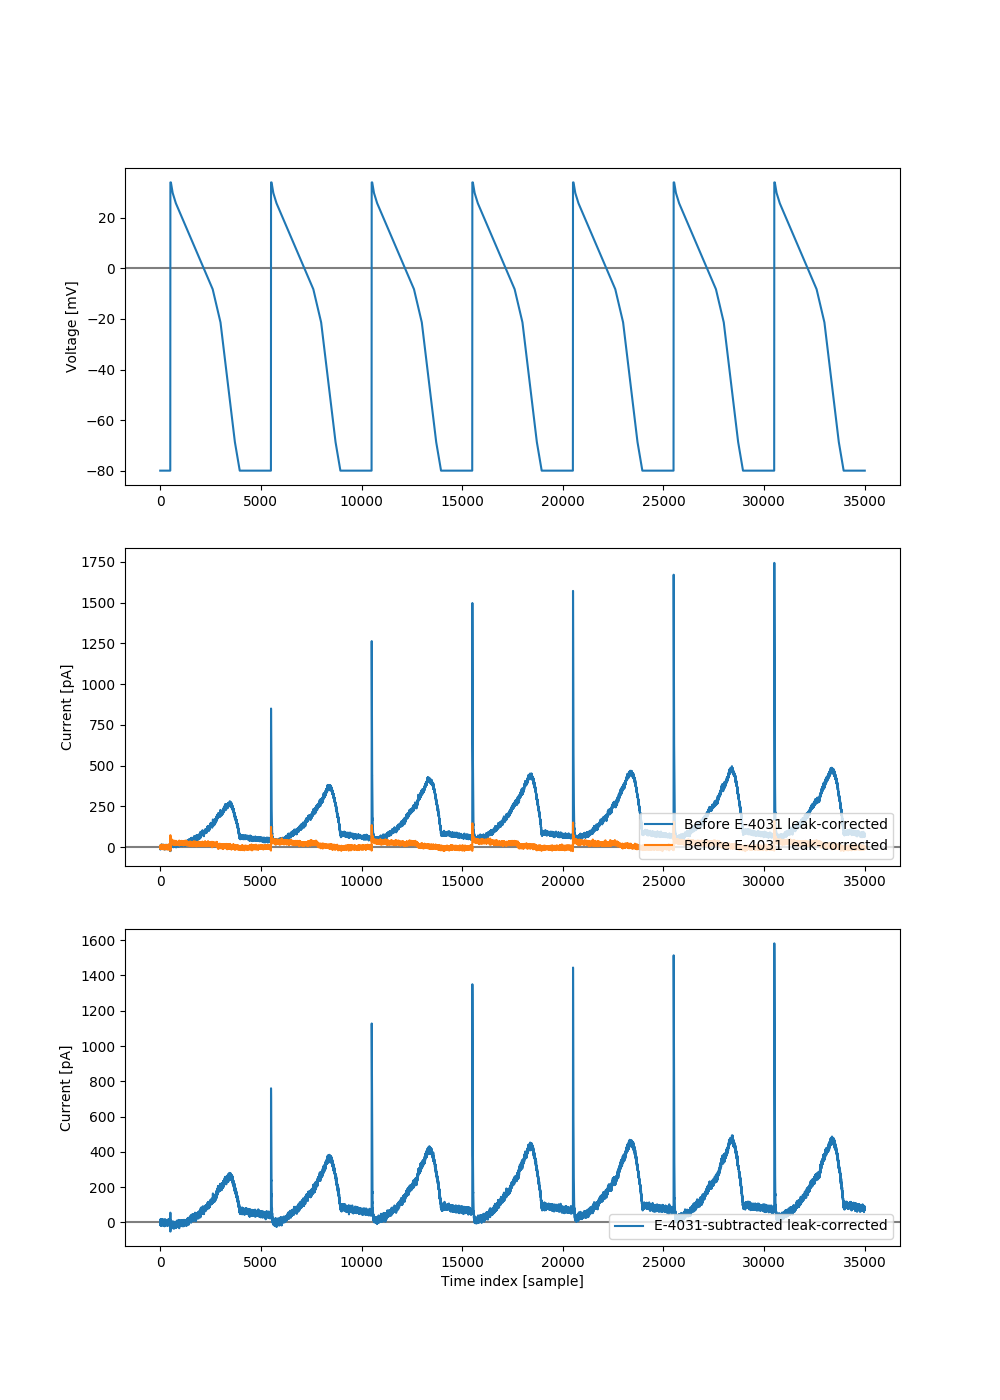 20
0
−20
−40
−60
−80
Voltage [mV]
0 5000 10000 15000 20000 25000 30000 35000
1750
1500
1250
1000
750
500
250
0
Current [pA]
Before E-4031 leak-corrected
Before E-4031 leak-corrected
0 5000 10000 15000 20000 25000 30000 35000
1600
1400
1200
1000
800
600
400
200
0
Current [pA]
E-4031-subtracted leak-corrected
0 5000 10000 15000 20000 25000 30000 35000
Time index [sample]